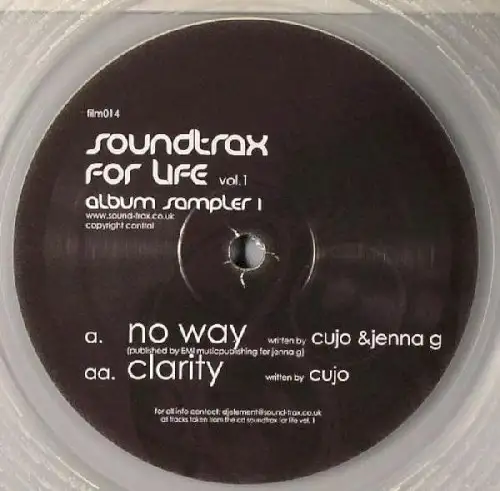 film014
soundtrax
for life vol.1
album sampler 1
www.sound-trax.co.uk
copyright control
a. no way written by cujo &jenna g
(published by EMI musicpublishing for jenna g)
aa. clarity written by cujo
for all info contact: djelement@sound-trax.co.uk
all tracks taken from the cd soundtrax for life vol. 1